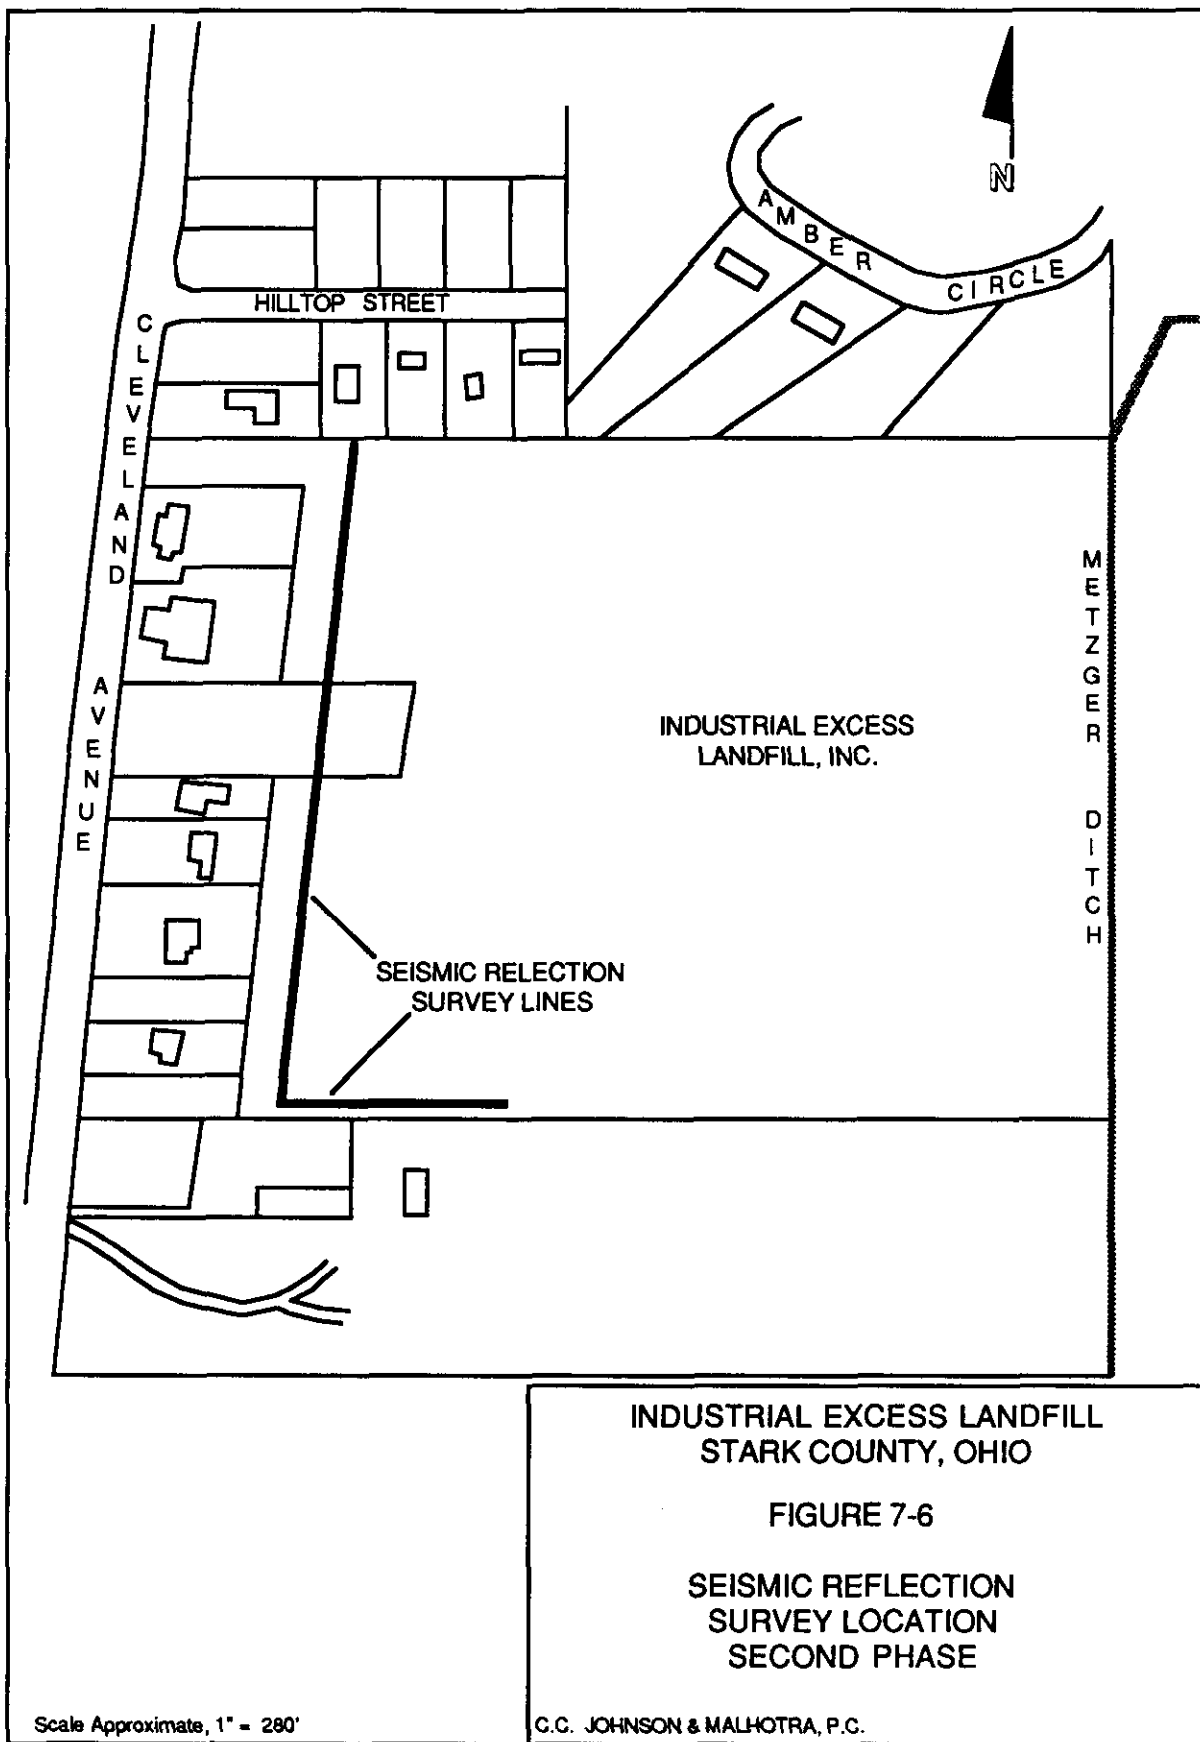 N
AMBER CIRCLE
HILLTOP STREET
CLEVELAND AVENUE
METZGER DITCH
INDUSTRIAL EXCESS
LANDFILL, INC.
SEISMIC RELECTION
SURVEY LINES
INDUSTRIAL EXCESS LANDFILL
STARK COUNTY, OHIO
FIGURE 7-6
SEISMIC REFLECTION
SURVEY LOCATION
SECOND PHASE
Scale Approximate, 1" = 280'
C.C. JOHNSON & MALHOTRA, P.C.